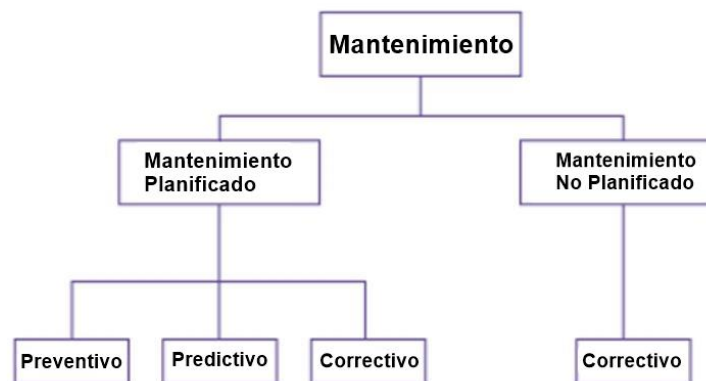 Mantenimiento
Mantenimiento
Planificado
Mantenimiento
No Planificado
Preventivo
Predictivo
Correctivo
Correctivo